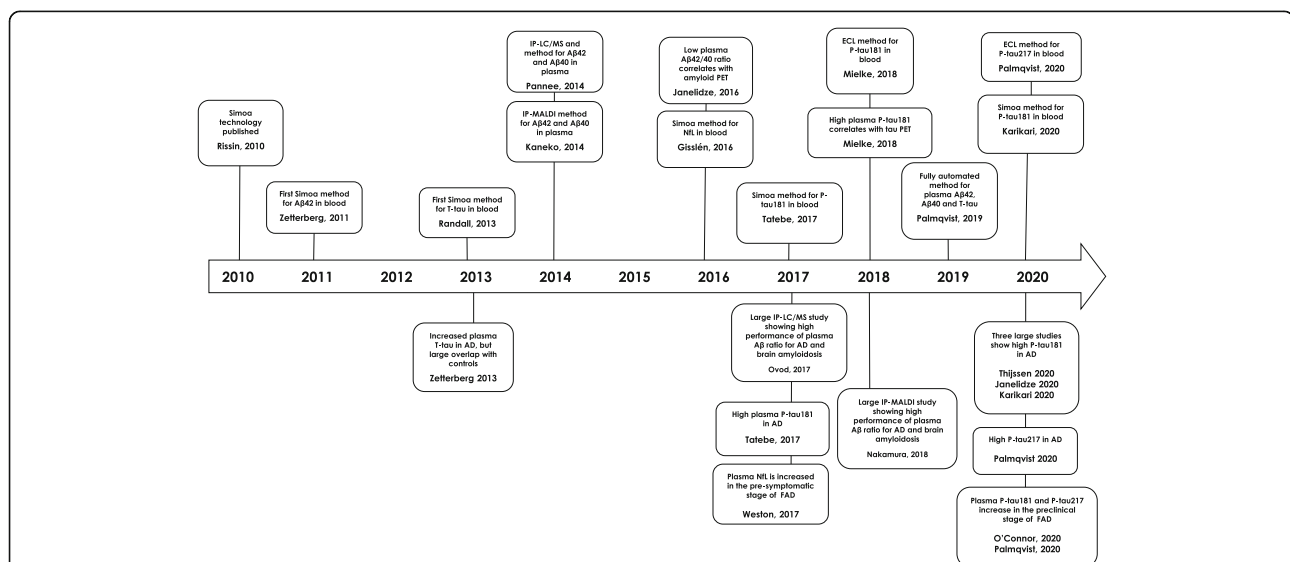 Simoa
technology
published
Rissin, 2010
First Simoa method
for Aβ42 in blood
Zetterberg, 2011
First Simoa method
for T-tau in blood
Randall, 2013
IP-LC/MS and
method for Aβ42
and Aβ40 in
plasma
Pannee, 2014
IP-MALDI method
for Aβ42 and Aβ40
in plasma
Kaneko, 2014
Low plasma
Aβ42/40 ratio
correlates with
amyloid PET
Janelidze, 2016
Simoa method for
NfL in blood
Gisslén, 2016
Simoa method for P-
tau181 in blood
Tatebe, 2017
ECL method for
P-tau181 in
blood
Mielke, 2018
High plasma P-tau181
correlates with tau PET
Mielke, 2018
Fully automated
method for
plasma Aβ42,
Aβ40 and T-tau
Palmqvist, 2019
ECL method for
P-tau217 in blood
Palmqvist, 2020
Simoa method for
P-tau181 in blood
Karikari, 2020
2010 2011 2012 2013 2014 2015 2016 2017 2018 2019 2020
Increased plasma
T-tau in AD, but
large overlap with
controls
Zetterberg 2013
Large IP-LC/MS study
showing high
performance of plasma
Aβ ratio for AD and
brain amyloidosis
Ovod, 2017
High plasma P-tau181
in AD
Tatebe, 2017
Plasma NfL is increased
in the pre-symptomatic
stage of FAD
Weston, 2017
Large IP-MALDI study
showing high
performance of plasma
Aβ ratio for AD and brain
amyloidosis
Nakamura, 2018
Three large studies
show high P-tau181
in AD
Thijssen 2020
Janelidze 2020
Karikari 2020
High P-tau217 in AD
Palmqvist 2020
Plasma P-tau181 and P-tau217
increase in the preclinical
stage of FAD
O'Connor, 2020
Palmqvist, 2020